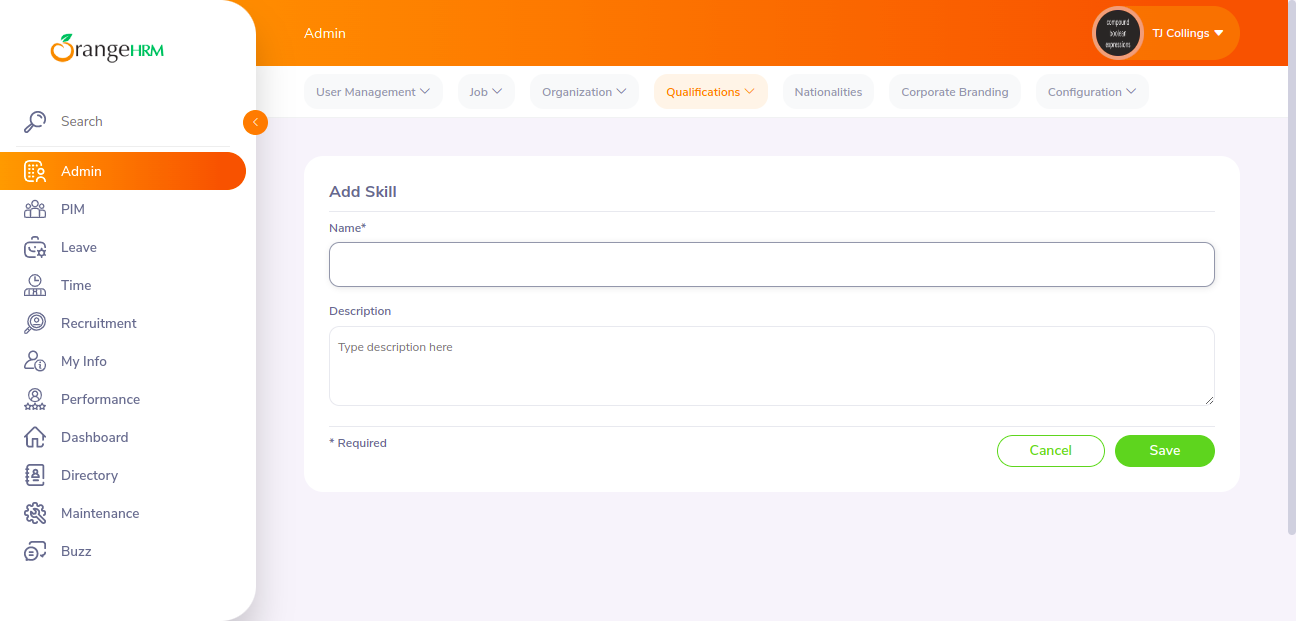 OrangeHRM
Admin
compound
boolean
expressions
TJ Collings
User Management
Job
Organization
Qualifications
Nationalities
Corporate Branding
Configuration
Search
Admin
PIM
Leave
Time
Recruitment
My Info
Performance
Dashboard
Directory
Maintenance
Buzz
Add Skill
Name*
Description
Type description here
* Required
Cancel
Save